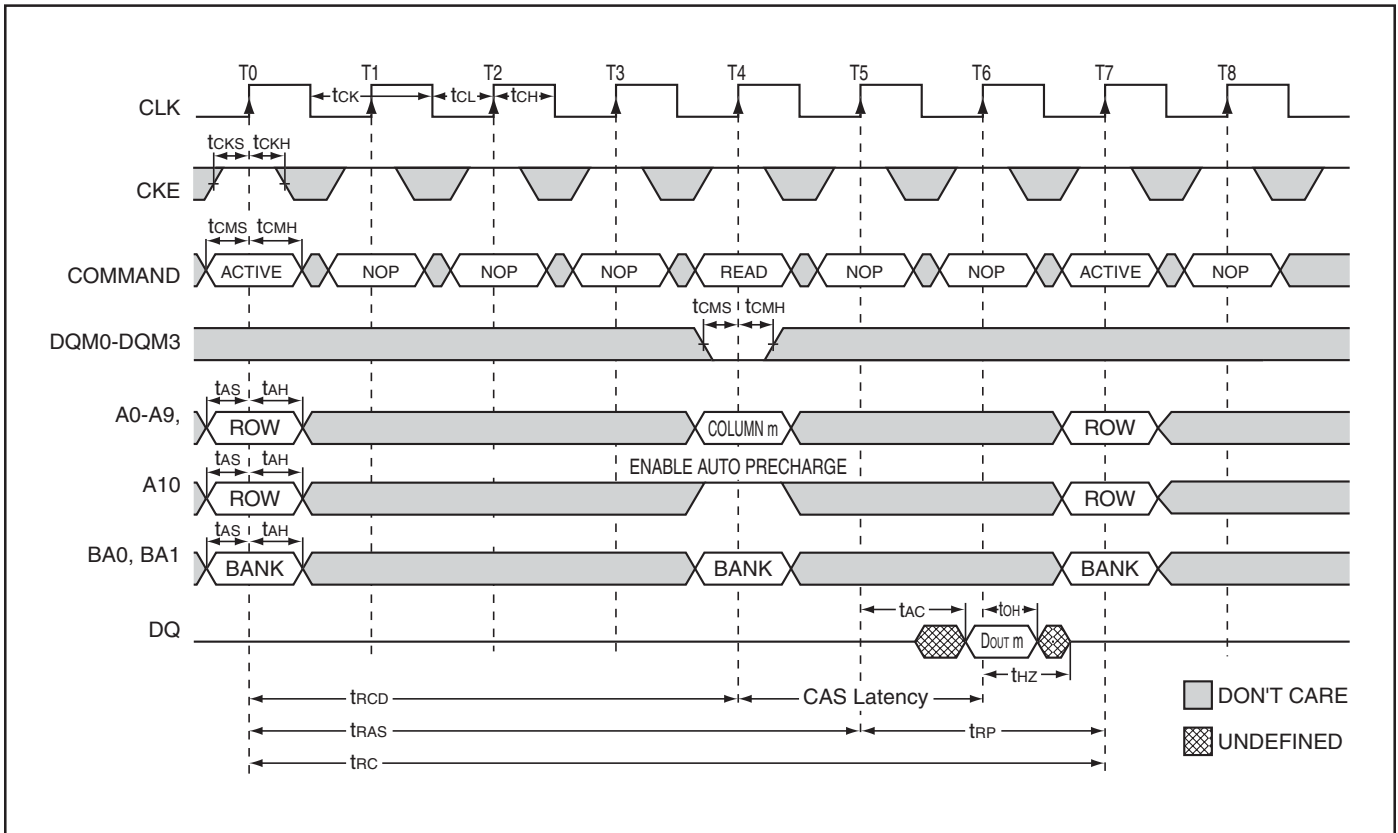 T0 T1 T2 T3 T4 T5 T6 T7 T8
CLK tCK tCL tCH
tCKS tCKH
CKE
tCMS tCMH
COMMAND ACTIVE NOP NOP NOP READ NOP NOP ACTIVE NOP
tCMS tCMH
DQM0-DQM3
tAS tAH
A0-A9, ROW COLUMN m ROW
tAS tAH ENABLE AUTO PRECHARGE
A10 ROW ROW
tAS tAH
BA0, BA1 BANK BANK BANK
tAC tOH
DQ DOUT m
tHZ
tRCD CAS Latency
DON'T CARE
tRAS tRP
UNDEFINED
tRC